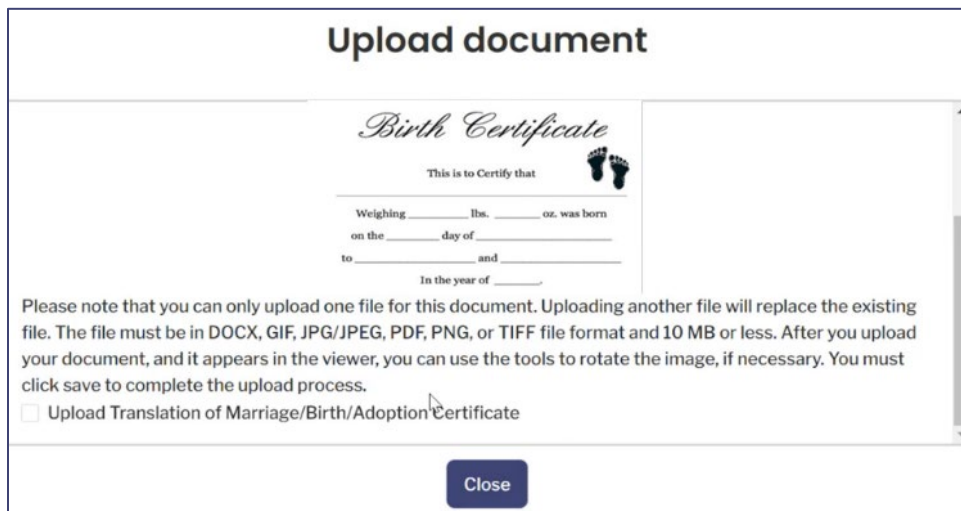 Upload document
Birth Certificate
This is to Certify that
Weighing ________ lbs. ______ oz. was born
on the _______ day of __________________
to ________________ and ________________
In the year of ______.
Please note that you can only upload one file for this document. Uploading another file will replace the existing
file. The file must be in DOCX, GIF, JPG/JPEG, PDF, PNG, or TIFF file format and 10 MB or less. After you upload
your document, and it appears in the viewer, you can use the tools to rotate the image, if necessary. You must
click save to complete the upload process.
Upload Translation of Marriage/Birth/Adoption Certificate
Close